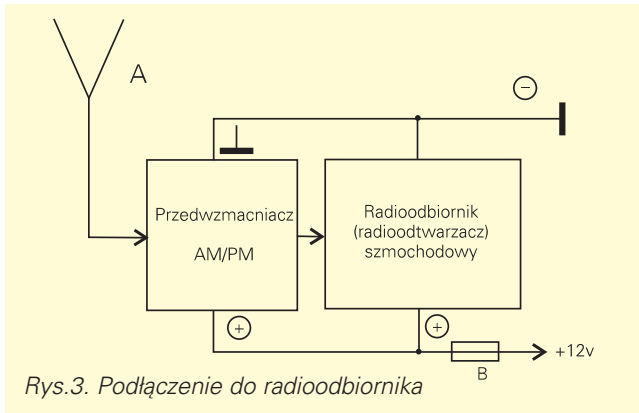 A
−
Przedwzmacniacz
AM/PM
Radioodbiornik
(radioodtwarzacz)
szmochodowy
+
+
+12v
B
Rys.3. Podłączenie do radioodbiornika